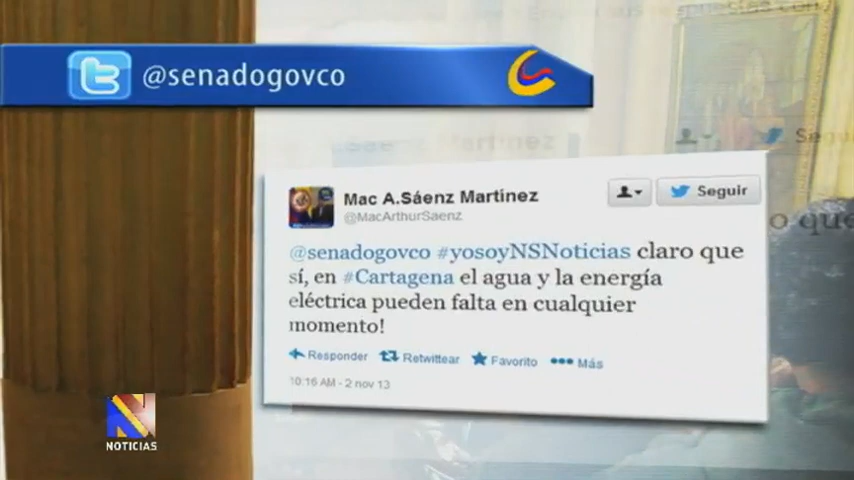 @senadogovco
Mac A.Sáenz Martínez
@MacArthurSaenz
Seguir
@senadogovco #yosoyNSNoticias claro que
sí, en #Cartagena el agua y la energía
eléctrica pueden falta en cualquier
momento!
Responder Retwittear Favorito Más
10:16 AM - 2 nov 13
N
NOTICIAS